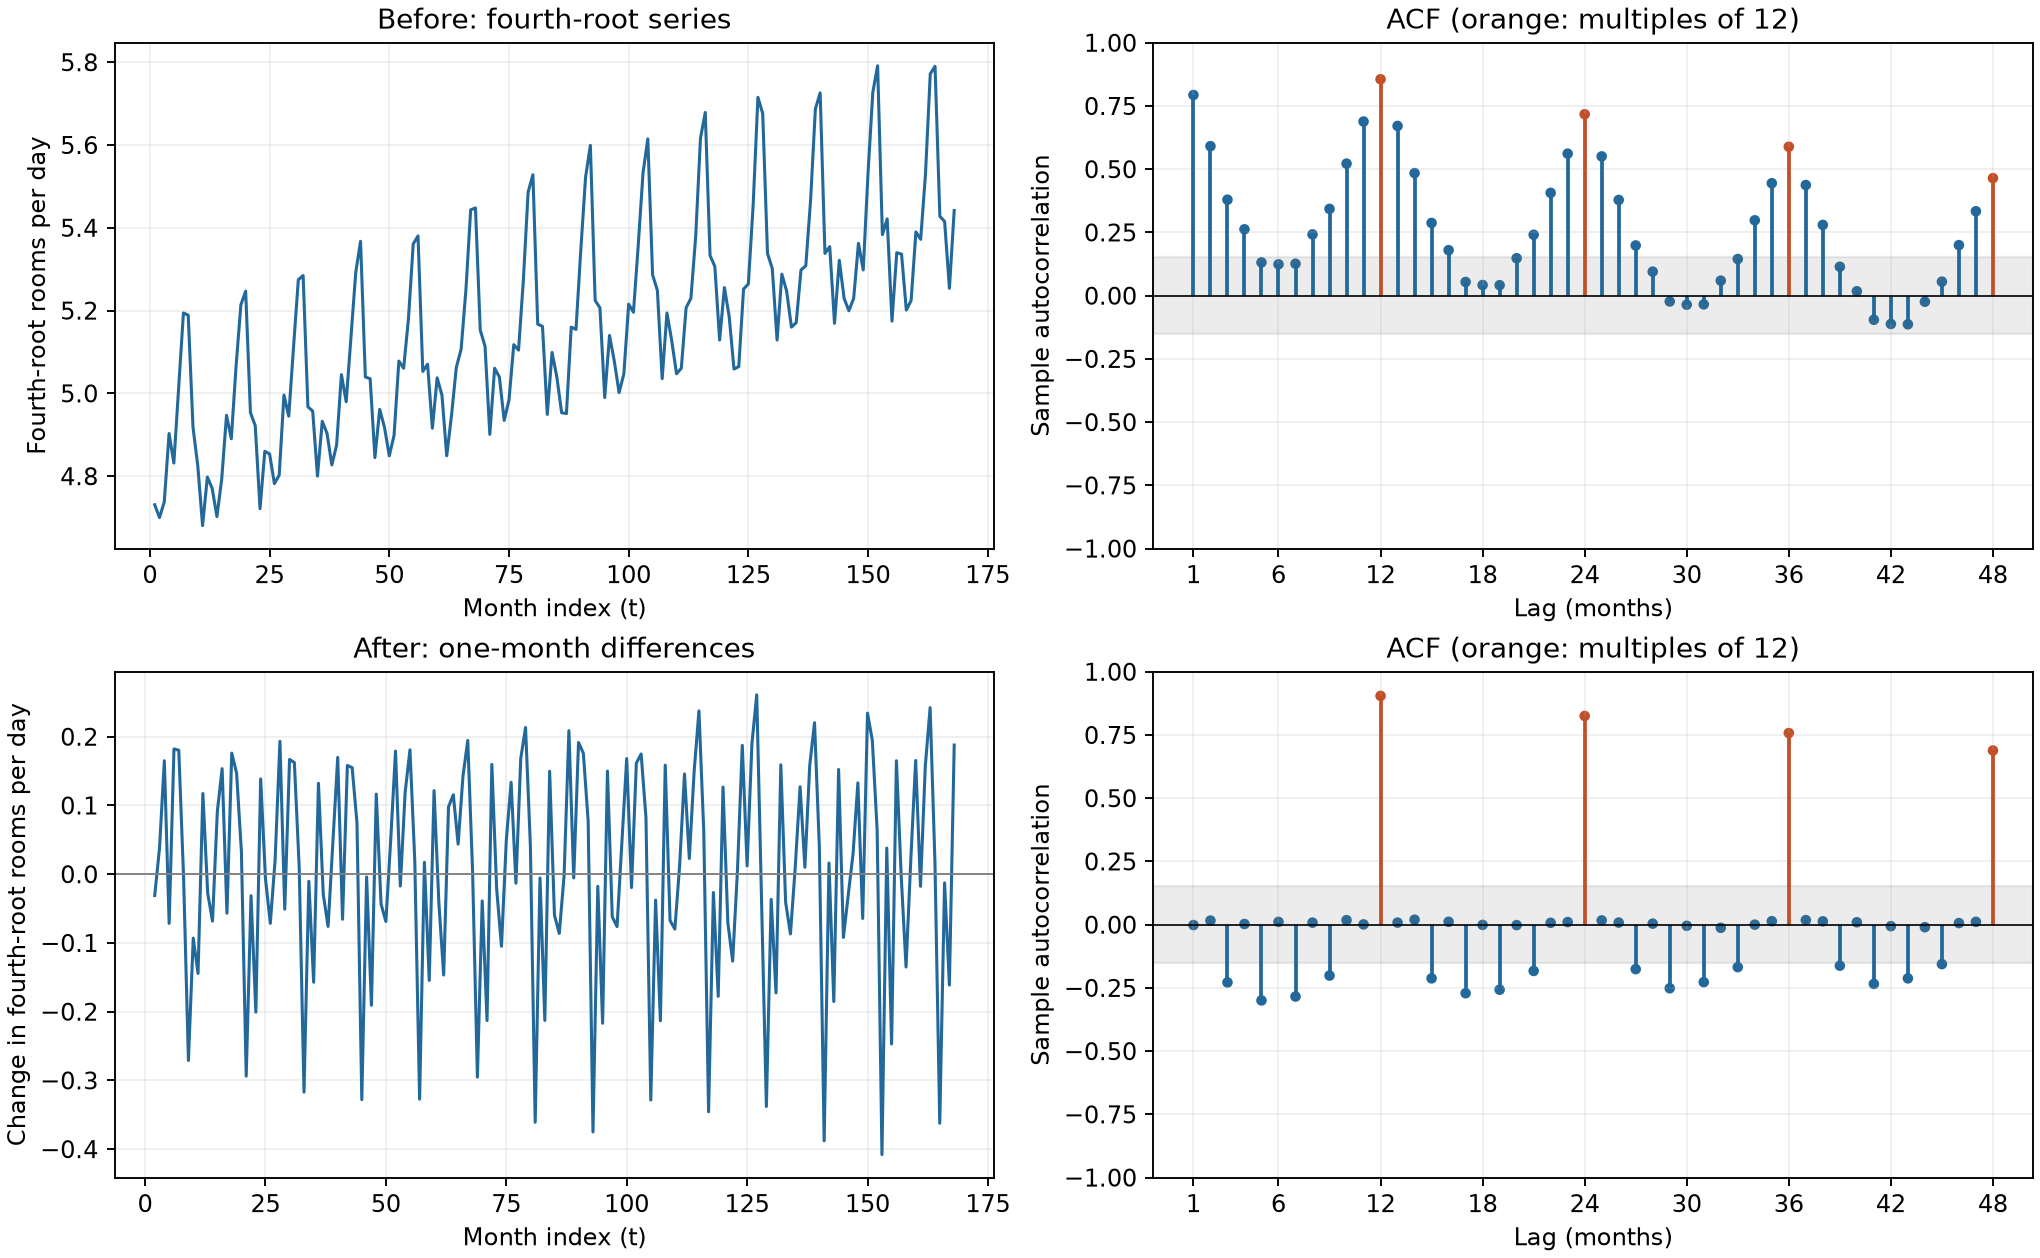 Before: fourth-root series
Fourth-root rooms per day
5.8
5.6
5.4
5.2
5.0
4.8
0 25 50 75 100 125 150 175
Month index (t)
ACF (orange: multiples of 12)
Sample autocorrelation
1.00
0.75
0.50
0.25
0.00
−0.25
−0.50
−0.75
−1.00
1 6 12 18 24 30 36 42 48
Lag (months)
After: one-month differences
Change in fourth-root rooms per day
0.2
0.1
0.0
−0.1
−0.2
−0.3
−0.4
0 25 50 75 100 125 150 175
Month index (t)
ACF (orange: multiples of 12)
Sample autocorrelation
1.00
0.75
0.50
0.25
0.00
−0.25
−0.50
−0.75
−1.00
1 6 12 18 24 30 36 42 48
Lag (months)